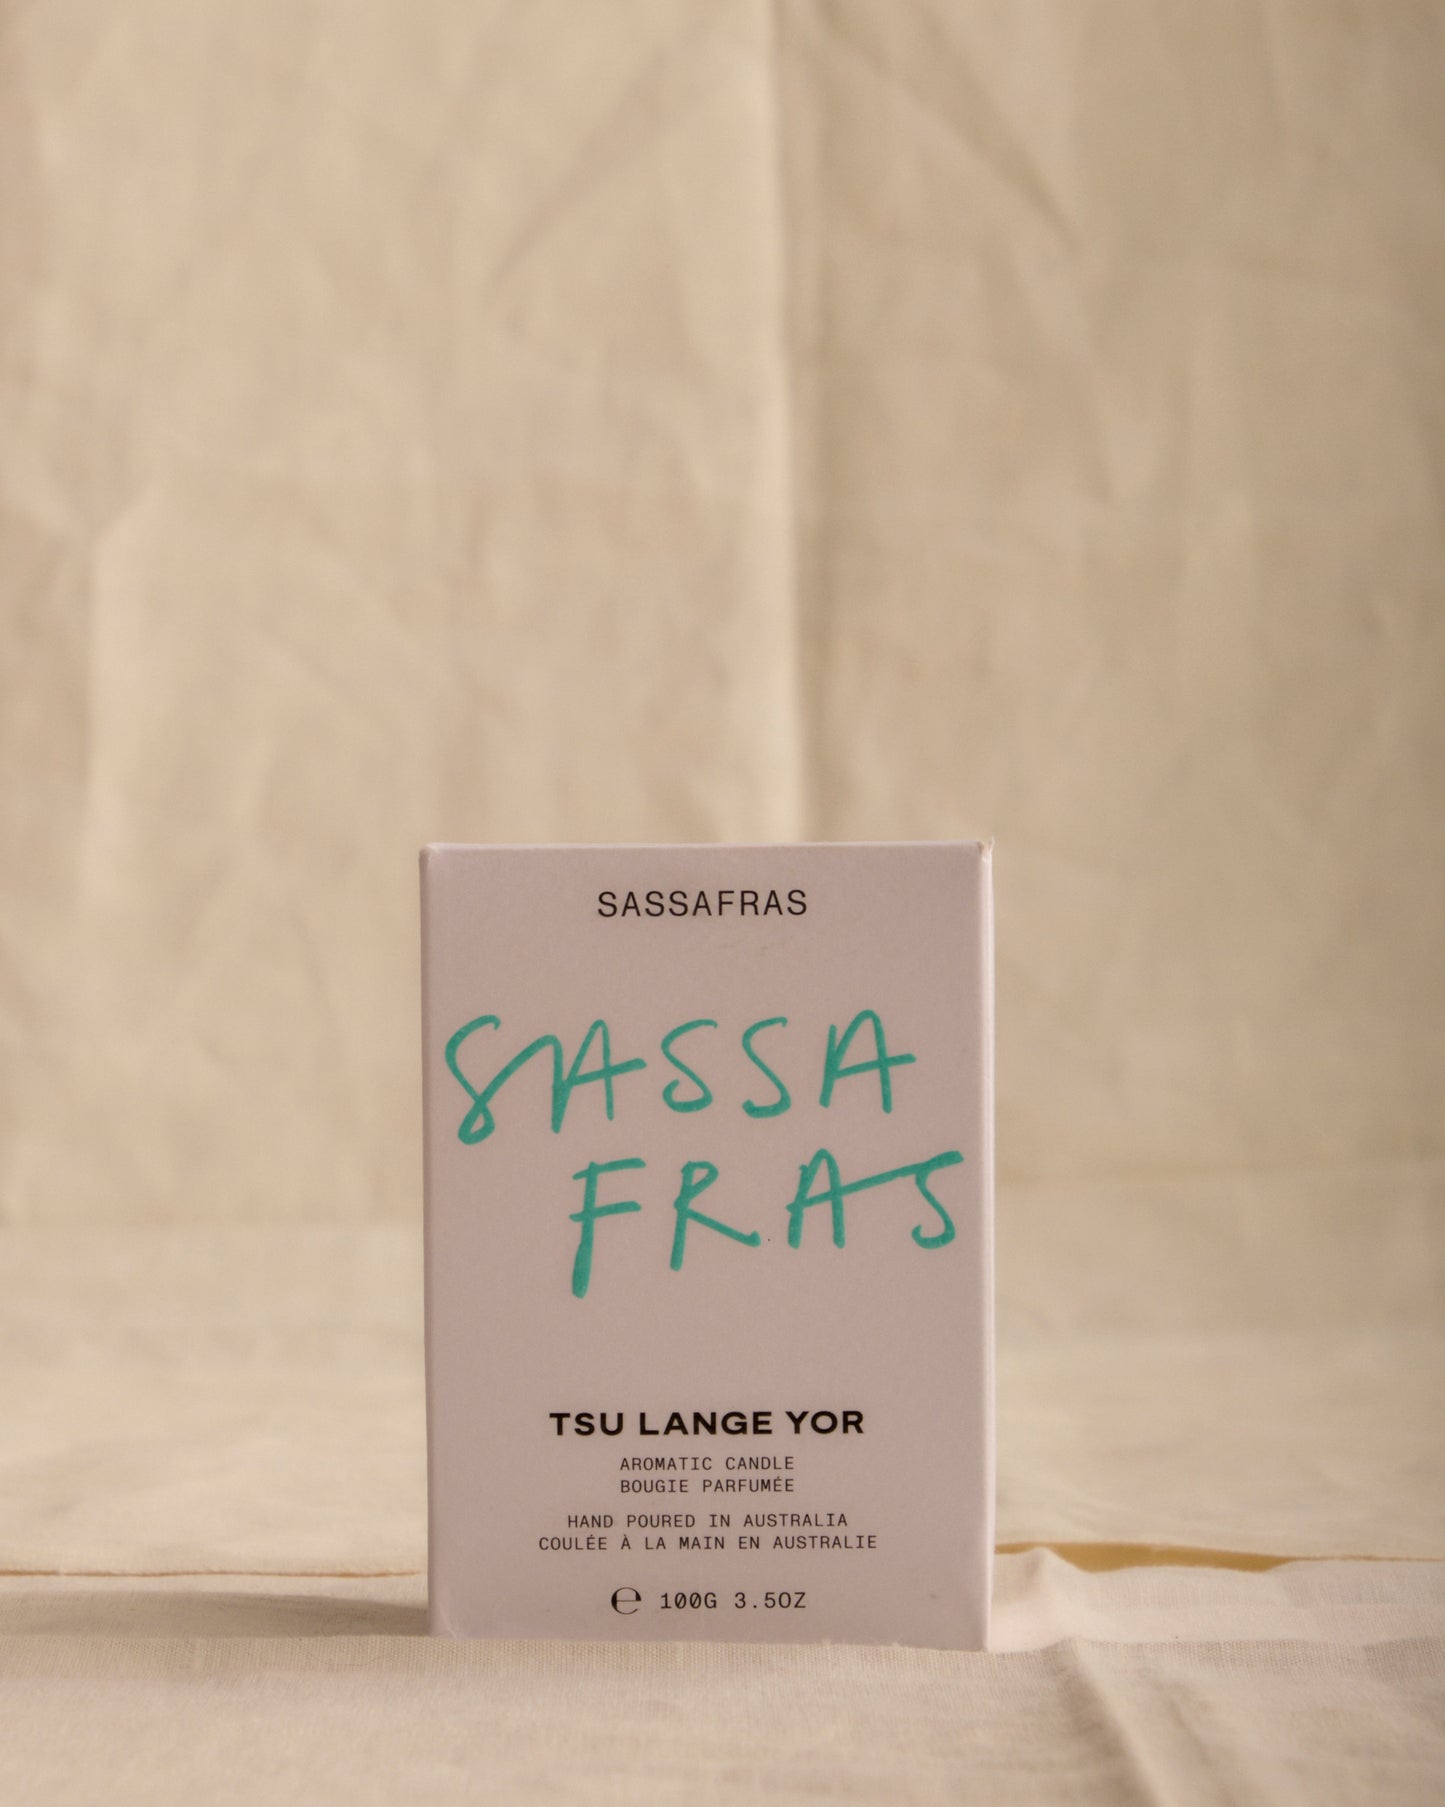 SASSAFRAS
SASSA
FRAS
TSU LANGE YOR
AROMATIC CANDLE
BOUGIE PARFUMÉE
HAND POURED IN AUSTRALIA
COULÉE À LA MAIN EN AUSTRALIE
℮ 100G 3.5OZ